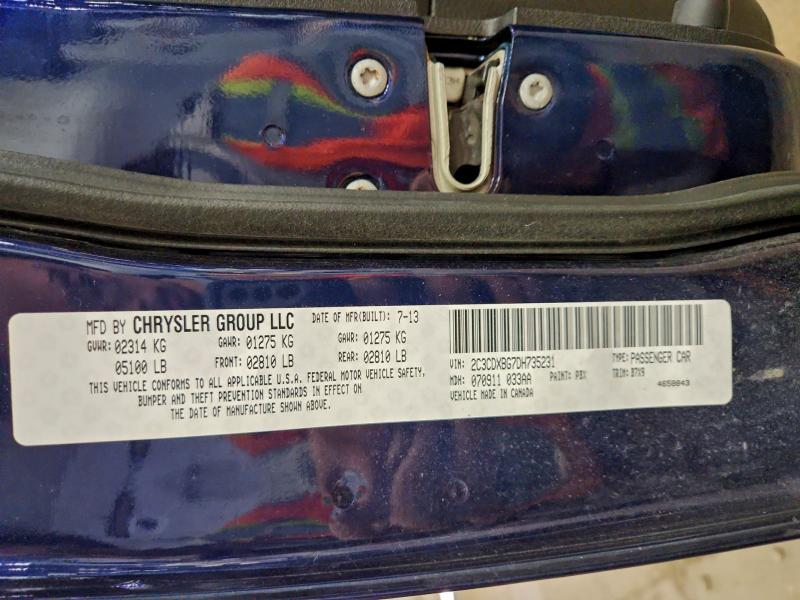 MFD BY CHRYSLER GROUP LLC DATE OF MFR(BUILT): 7-13
GVWR: 02314 KG GAWR: 01275 KG GAWR: 01275 KG
05100 LB FRONT: 02810 LB REAR: 02810 LB
THIS VEHICLE CONFORMS TO ALL APPLICABLE U.S.A. FEDERAL MOTOR VEHICLE SAFETY,
BUMPER AND THEFT PREVENTION STANDARDS IN EFFECT ON
THE DATE OF MANUFACTURE SHOWN ABOVE.
VIN: 2C3CDXBG7DH735231 TYPE: PASSENGER CAR
MDH: 070911 033AA PAINT: PBX TRIM: B7X9
VEHICLE MADE IN CANADA 4658043